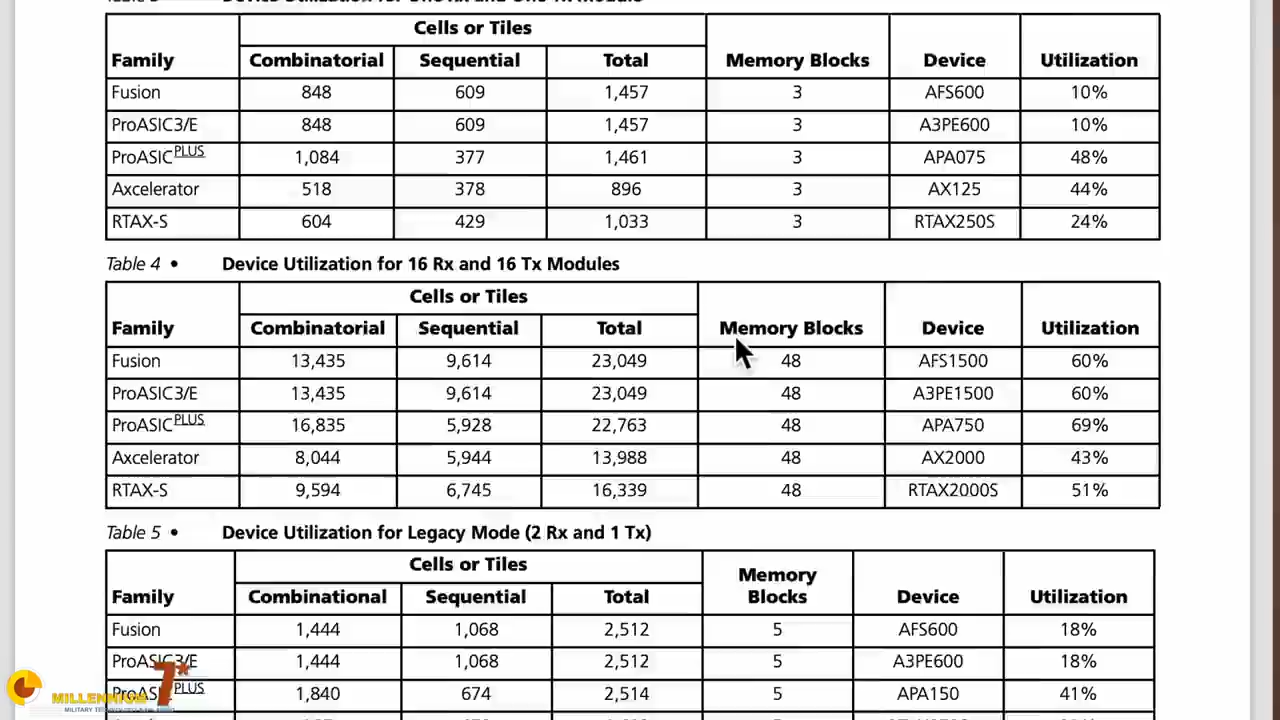 Cells or Tiles
Family Combinatorial Sequential Total Memory Blocks Device Utilization
Fusion 848 609 1,457 3 AFS600 10%
ProASIC3/E 848 609 1,457 3 A3PE600 10%
ProASICPLUS 1,084 377 1,461 3 APA075 48%
Axcelerator 518 378 896 3 AX125 44%
RTAX-S 604 429 1,033 3 RTAX250S 24%
Table 4 • Device Utilization for 16 Rx and 16 Tx Modules
Cells or Tiles
Family Combinatorial Sequential Total Memory Blocks Device Utilization
Fusion 13,435 9,614 23,049 48 AFS1500 60%
ProASIC3/E 13,435 9,614 23,049 48 A3PE1500 60%
ProASICPLUS 16,835 5,928 22,763 48 APA750 69%
Axcelerator 8,044 5,944 13,988 48 AX2000 43%
RTAX-S 9,594 6,745 16,339 48 RTAX2000S 51%
Table 5 • Device Utilization for Legacy Mode (2 Rx and 1 Tx)
Cells or Tiles
Family Combinational Sequential Total Memory Blocks Device Utilization
Fusion 1,444 1,068 2,512 5 AFS600 18%
ProASIC3/E 1,444 1,068 2,512 5 A3PE600 18%
ProASICPLUS 1,840 674 2,514 5 APA150 41%
MILLENNIUM 7*